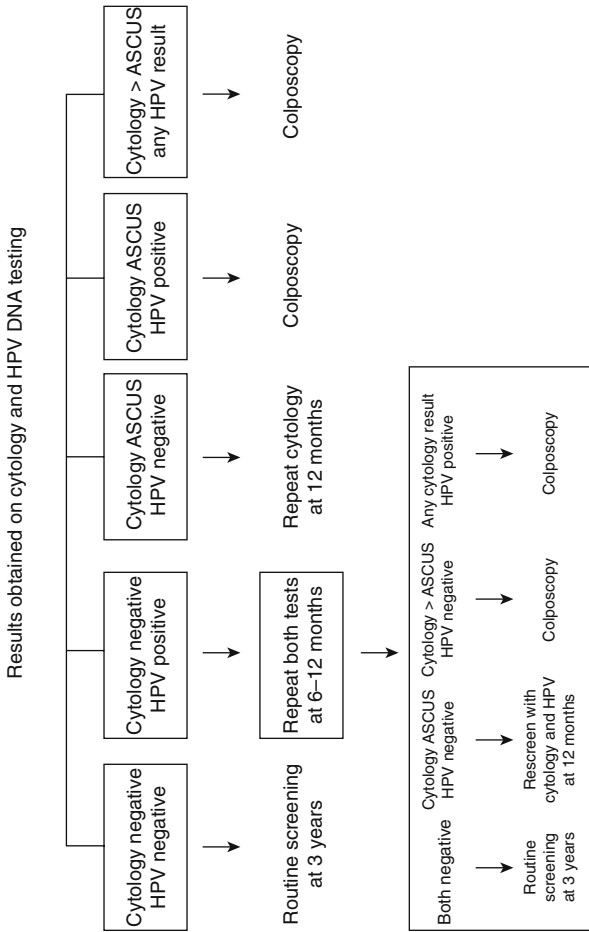 Results obtained on cytology and HPV DNA testing
Cytology negative
HPV negative
Routine screening
at 3 years
Cytology negative
HPV positive
Repeat both tests
at 6–12 months
Both negative
Routine
screening
at 3 years
Cytology ASCUS
HPV negative
Rescreen with
cytology and HPV
at 12 months
Cytology > ASCUS
HPV negative
Colposcopy
Any cytology result
HPV positive
Colposcopy
Cytology ASCUS
HPV negative
Repeat cytology
at 12 months
Cytology ASCUS
HPV positive
Colposcopy
Cytology > ASCUS
any HPV result
Colposcopy